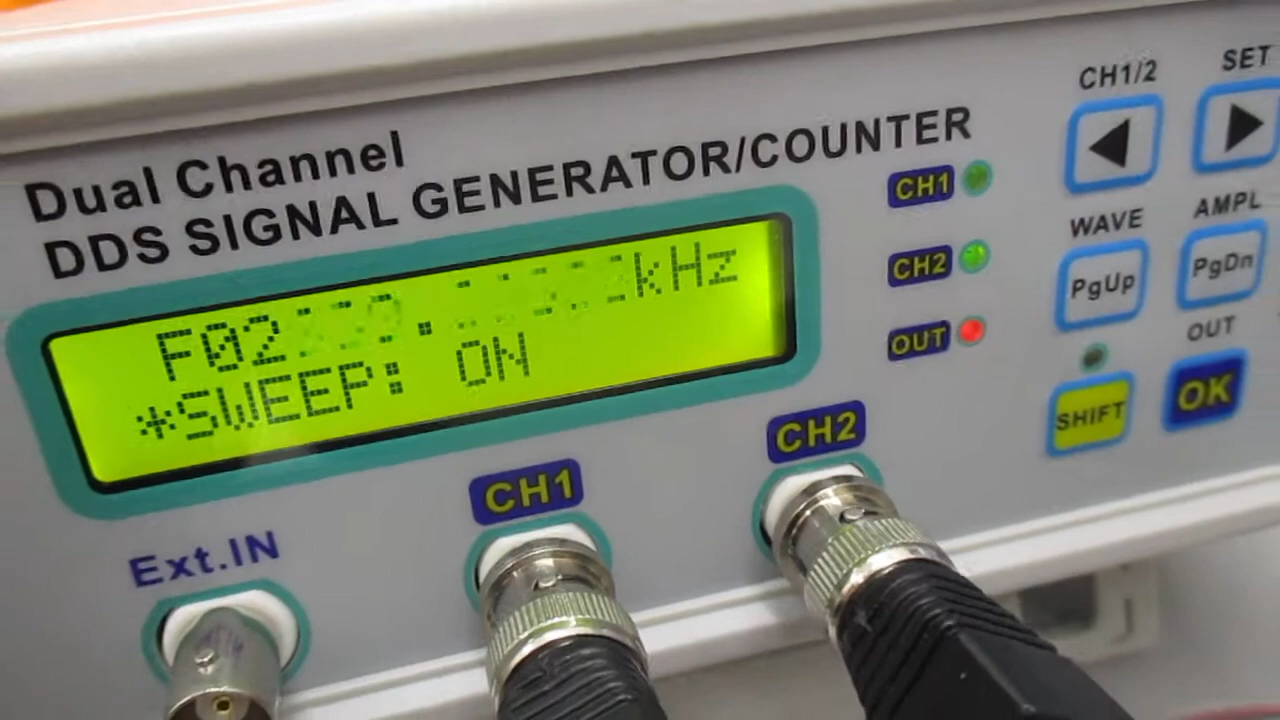 Dual Channel
DDS SIGNAL GENERATOR/COUNTER
F02 kHz
*SWEEP: ON
CH1
CH2
OUT
CH1/2
SET
WAVE
AMPL
PgUp
PgDn
OUT
SHIFT
OK
Ext.IN
CH1
CH2